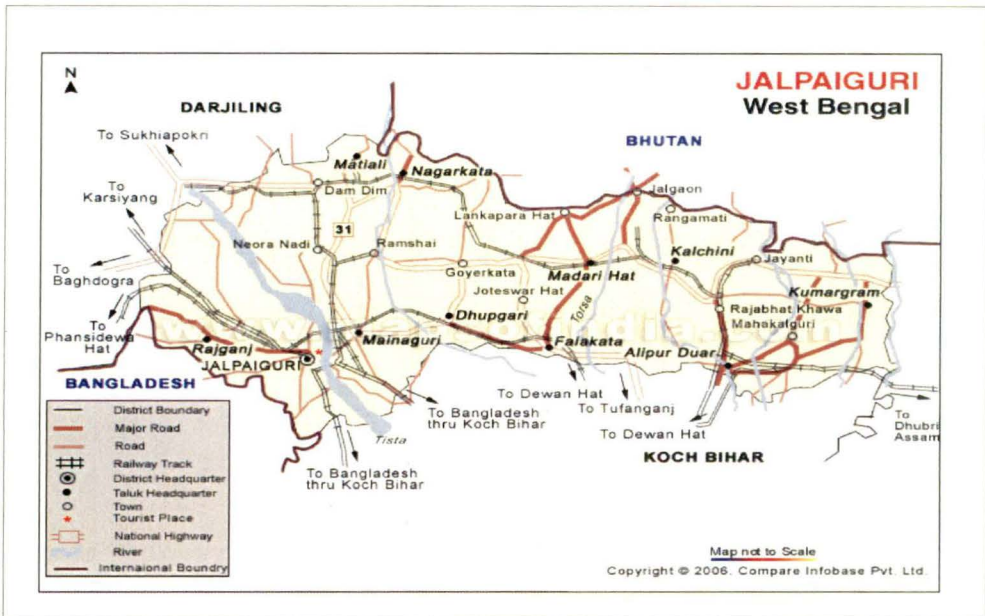 N
JALPAIGURI
West Bengal
DARJILING
To Sukhiapokri
BHUTAN
Matiali
Nagarkata
To
Karsiyang
Dam Dim
Jalgaon
Lankapara Hat
Rangamati
31
Neora Nadi
Ramshai
Kalchini
To
Baghdogra
Goyerkata
Madari Hat
Jayanti
Joteswar Hat
Kumargram
Torsa
Rajabhat Khawa
Dhupgari
Mahakalguri
To
Phansidewa
Hat
Rajganj
Mainaguri
Falakata
JALPAIGURI
Alipur Duar
BANGLADESH
To Dewan Hat
To Bangladesh
thru Koch Bihar
To Tufanganj
To
Dhubri
Assam
To Dewan Hat
Tista
KOCH BIHAR
To Bangladesh
thru Koch Bihar
District Boundary
Major Road
Road
Railway Track
District Headquarter
Taluk Headquarter
Town
Tourist Place
National Highway
River
Internaional Boundry
Map not to Scale
Copyright © 2006. Compare Infobase Pvt. Ltd.